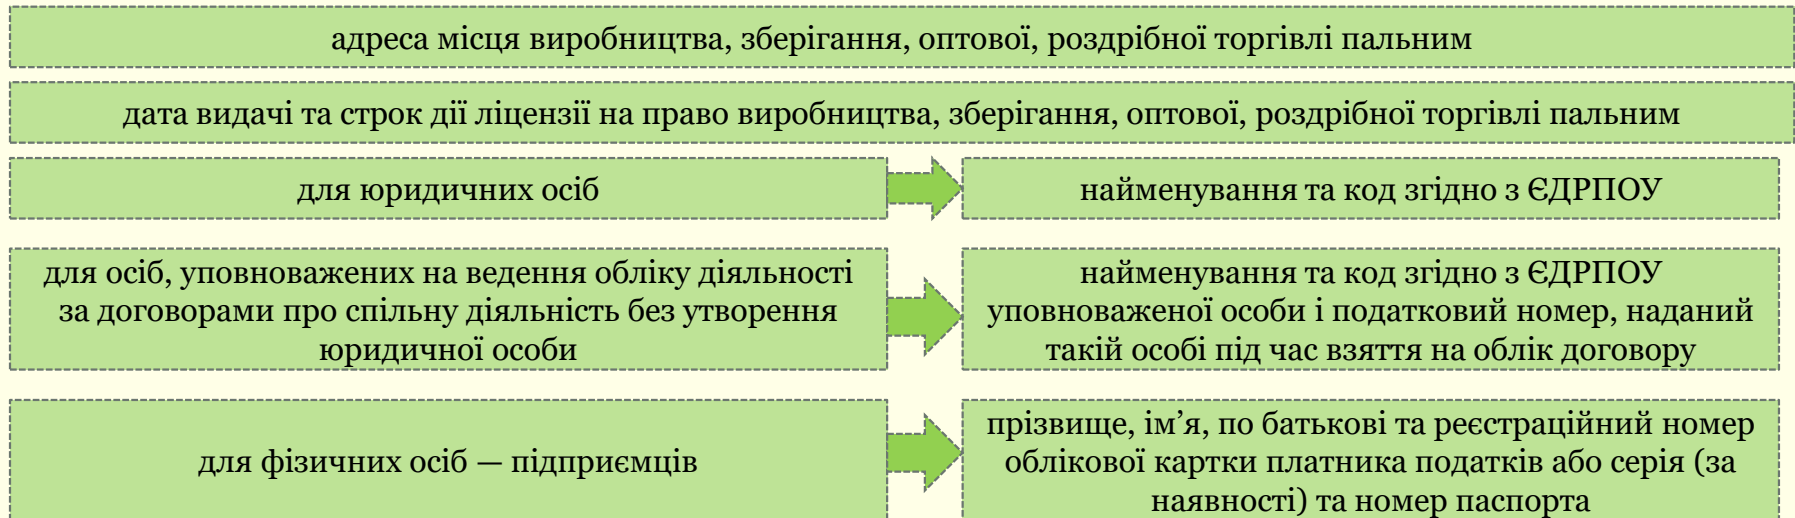 адреса місця виробництва, зберігання, оптової, роздрібної торгівлі пальним
дата видачі та строк дії ліцензії на право виробництва, зберігання, оптової, роздрібної торгівлі пальним
для юридичних осіб
найменування та код згідно з ЄДРПОУ
для осіб, уповноважених на ведення обліку діяльності
за договорами про спільну діяльність без утворення
юридичної особи
найменування та код згідно з ЄДРПОУ
уповноваженої особи і податковий номер, наданий
такій особі під час взяття на облік договору
для фізичних осіб — підприємців
прізвище, ім’я, по батькові та реєстраційний номер
облікової картки платника податків або серія (за
наявності) та номер паспорта